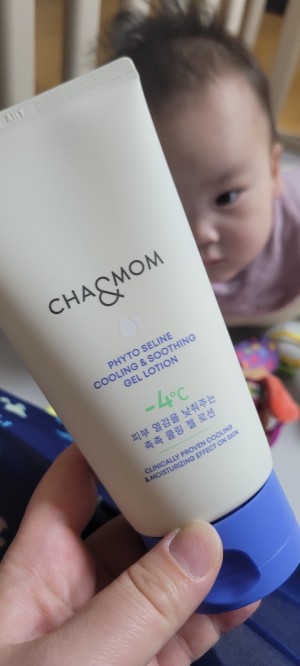 CHA&MOM
PHYTO SELINE
COOLING & SOOTHING
GEL LOTION
-4°C
피부 열감을 낮춰주는
촉촉 쿨링 젤 로션
CLINICALLY PROVEN COOLING
& MOISTURIZING EFFECT ON SKIN